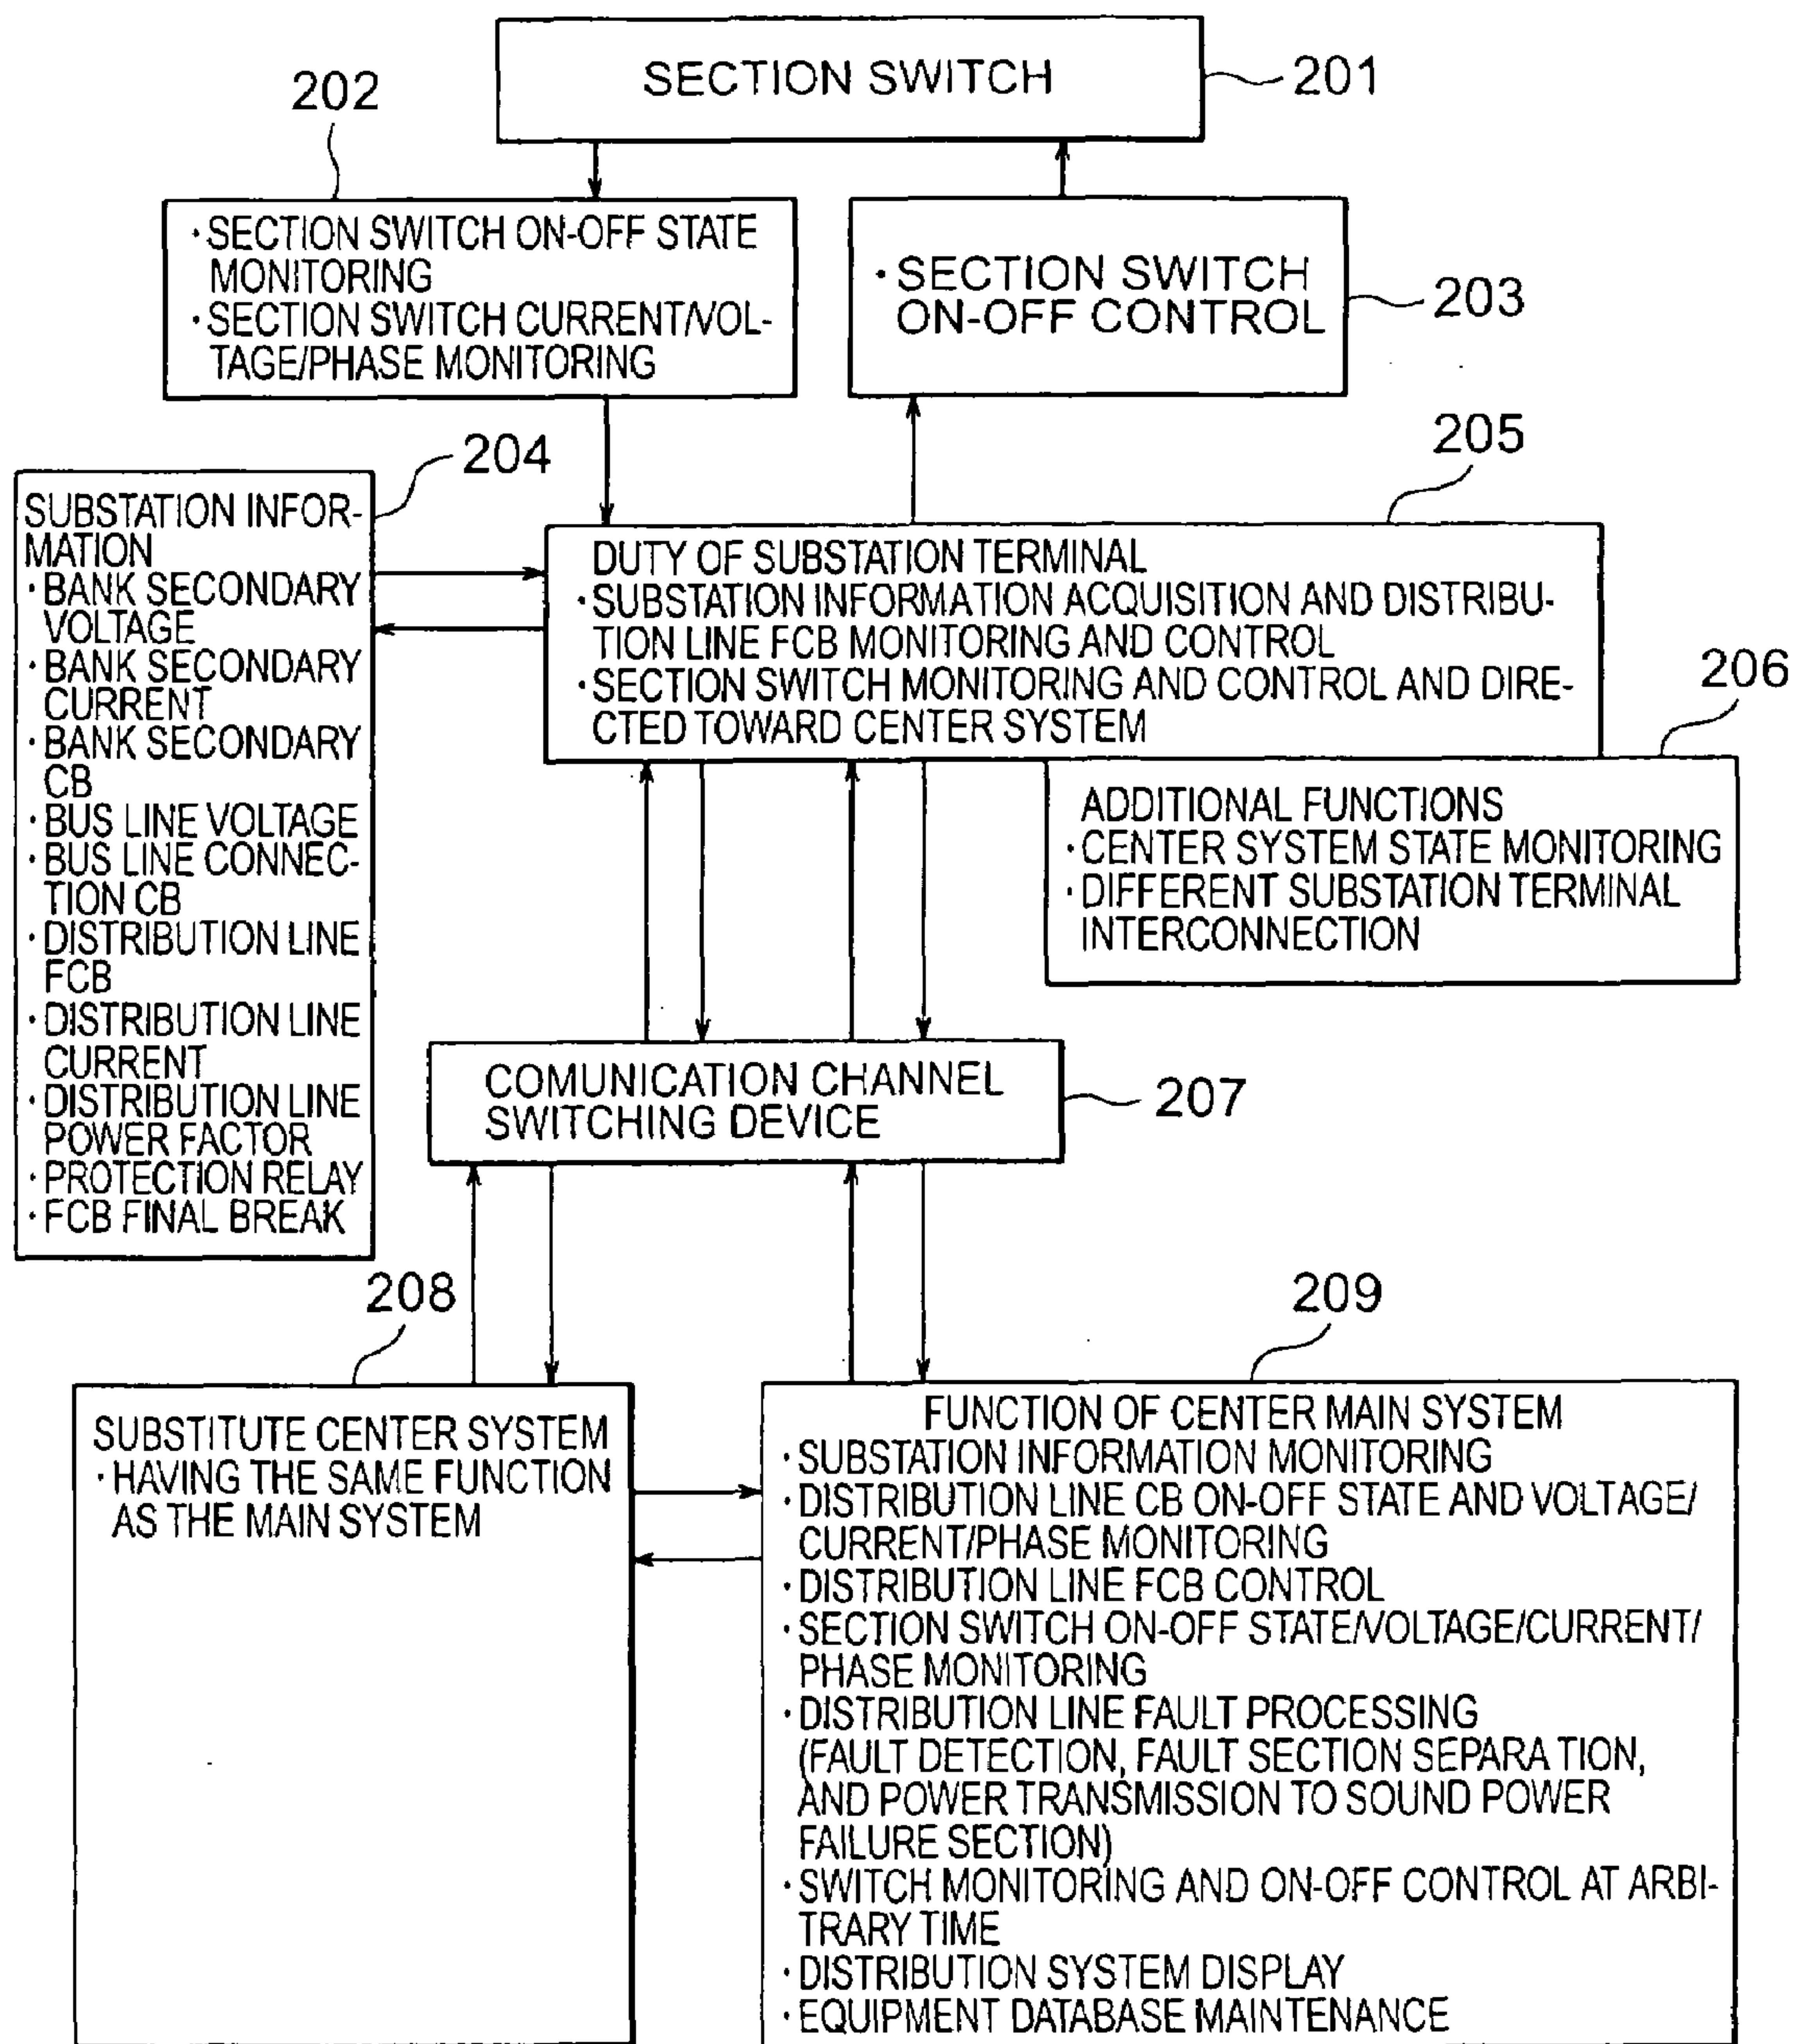 SECTION SWITCH
201
202
·SECTION SWITCH ON-OFF STATE
MONITORING
·SECTION SWITCH CURRENT/VOL-
TAGE/PHASE MONITORING
·SECTION SWITCH
ON-OFF CONTROL
203
204
SUBSTATION INFOR-
MATION
·BANK SECONDARY
VOLTAGE
·BANK SECONDARY
CURRENT
·BANK SECONDARY
CB
·BUS LINE VOLTAGE
·BUS LINE CONNEC-
TION CB
·DISTRIBUTION LINE
FCB
·DISTRIBUTION LINE
CURRENT
·DISTRIBUTION LINE
POWER FACTOR
·PROTECTION RELAY
·FCB FINAL BREAK
205
DUTY OF SUBSTATION TERMINAL
·SUBSTATION INFORMATION ACQUISITION AND DISTRIBU-
TION LINE FCB MONITORING AND CONTROL
·SECTION SWITCH MONITORING AND CONTROL AND DIRE-
CTED TOWARD CENTER SYSTEM
206
ADDITIONAL FUNCTIONS
·CENTER SYSTEM STATE MONITORING
·DIFFERENT SUBSTATION TERMINAL
INTERCONNECTION
COMUNICATION CHANNEL
SWITCHING DEVICE
207
208
SUBSTITUTE CENTER SYSTEM
·HAVING THE SAME FUNCTION
AS THE MAIN SYSTEM
209
FUNCTION OF CENTER MAIN SYSTEM
·SUBSTATION INFORMATION MONITORING
·DISTRIBUTION LINE CB ON-OFF STATE AND VOLTAGE/
CURRENT/PHASE MONITORING
·DISTRIBUTION LINE FCB CONTROL
·SECTION SWITCH ON-OFF STATE/VOLTAGE/CURRENT/
PHASE MONITORING
·DISTRIBUTION LINE FAULT PROCESSING
(FAULT DETECTION, FAULT SECTION SEPARATION,
AND POWER TRANSMISSION TO SOUND POWER
FAILURE SECTION)
·SWITCH MONITORING AND ON-OFF CONTROL AT ARBI-
TRARY TIME
·DISTRIBUTION SYSTEM DISPLAY
·EQUIPMENT DATABASE MAINTENANCE